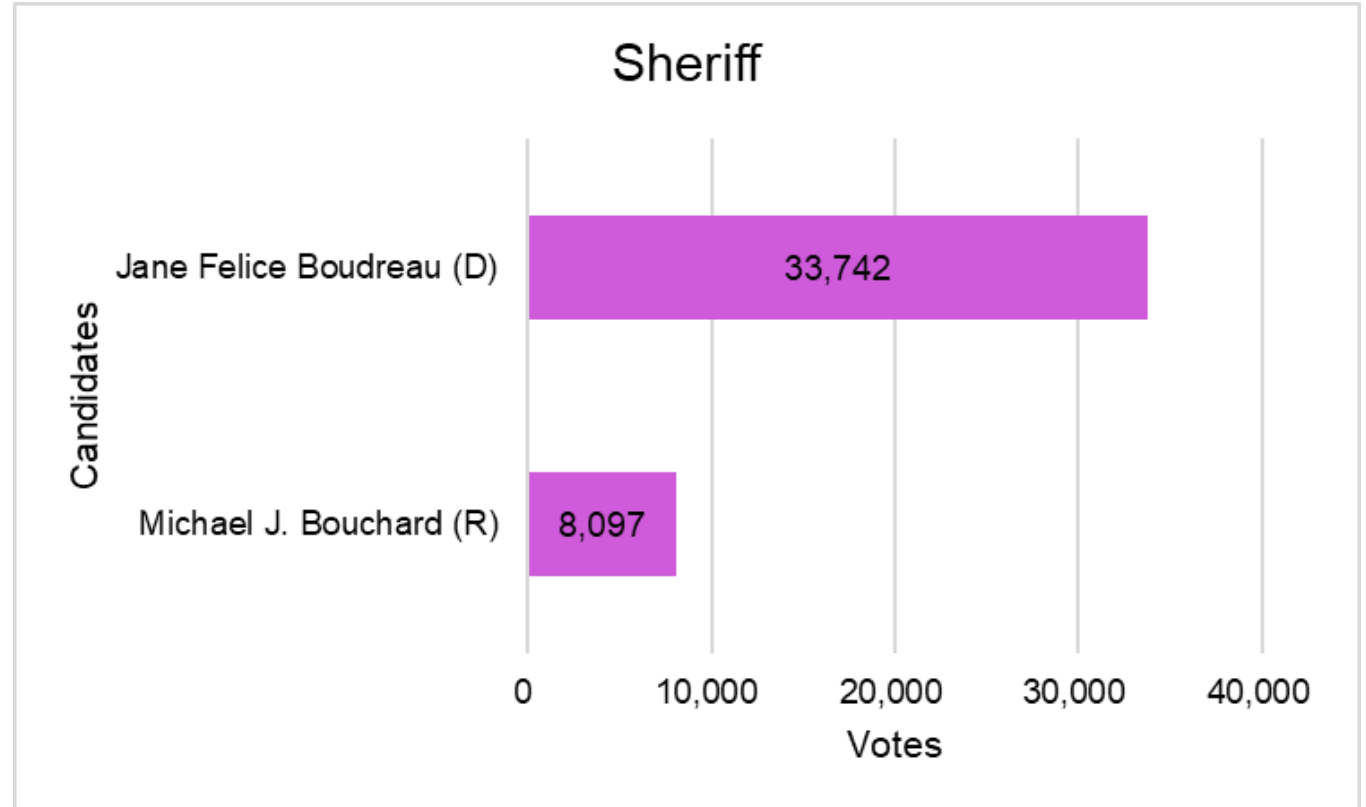 Sheriff
Candidates
Jane Felice Boudreau (D)
33,742
Michael J. Bouchard (R)
8,097
0
10,000
20,000
30,000
40,000
Votes